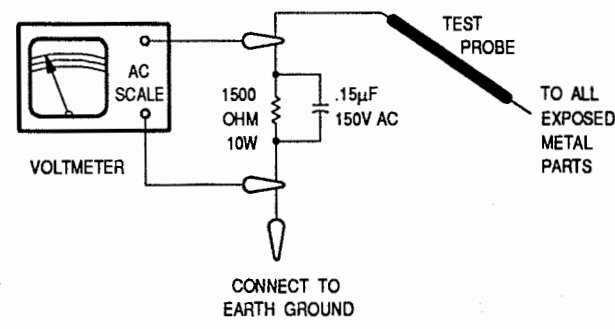 TEST
PROBE
AC
SCALE
1500
OHM
10W
.15µF
150V AC
TO ALL
EXPOSED
METAL
PARTS
VOLTMETER
CONNECT TO
EARTH GROUND